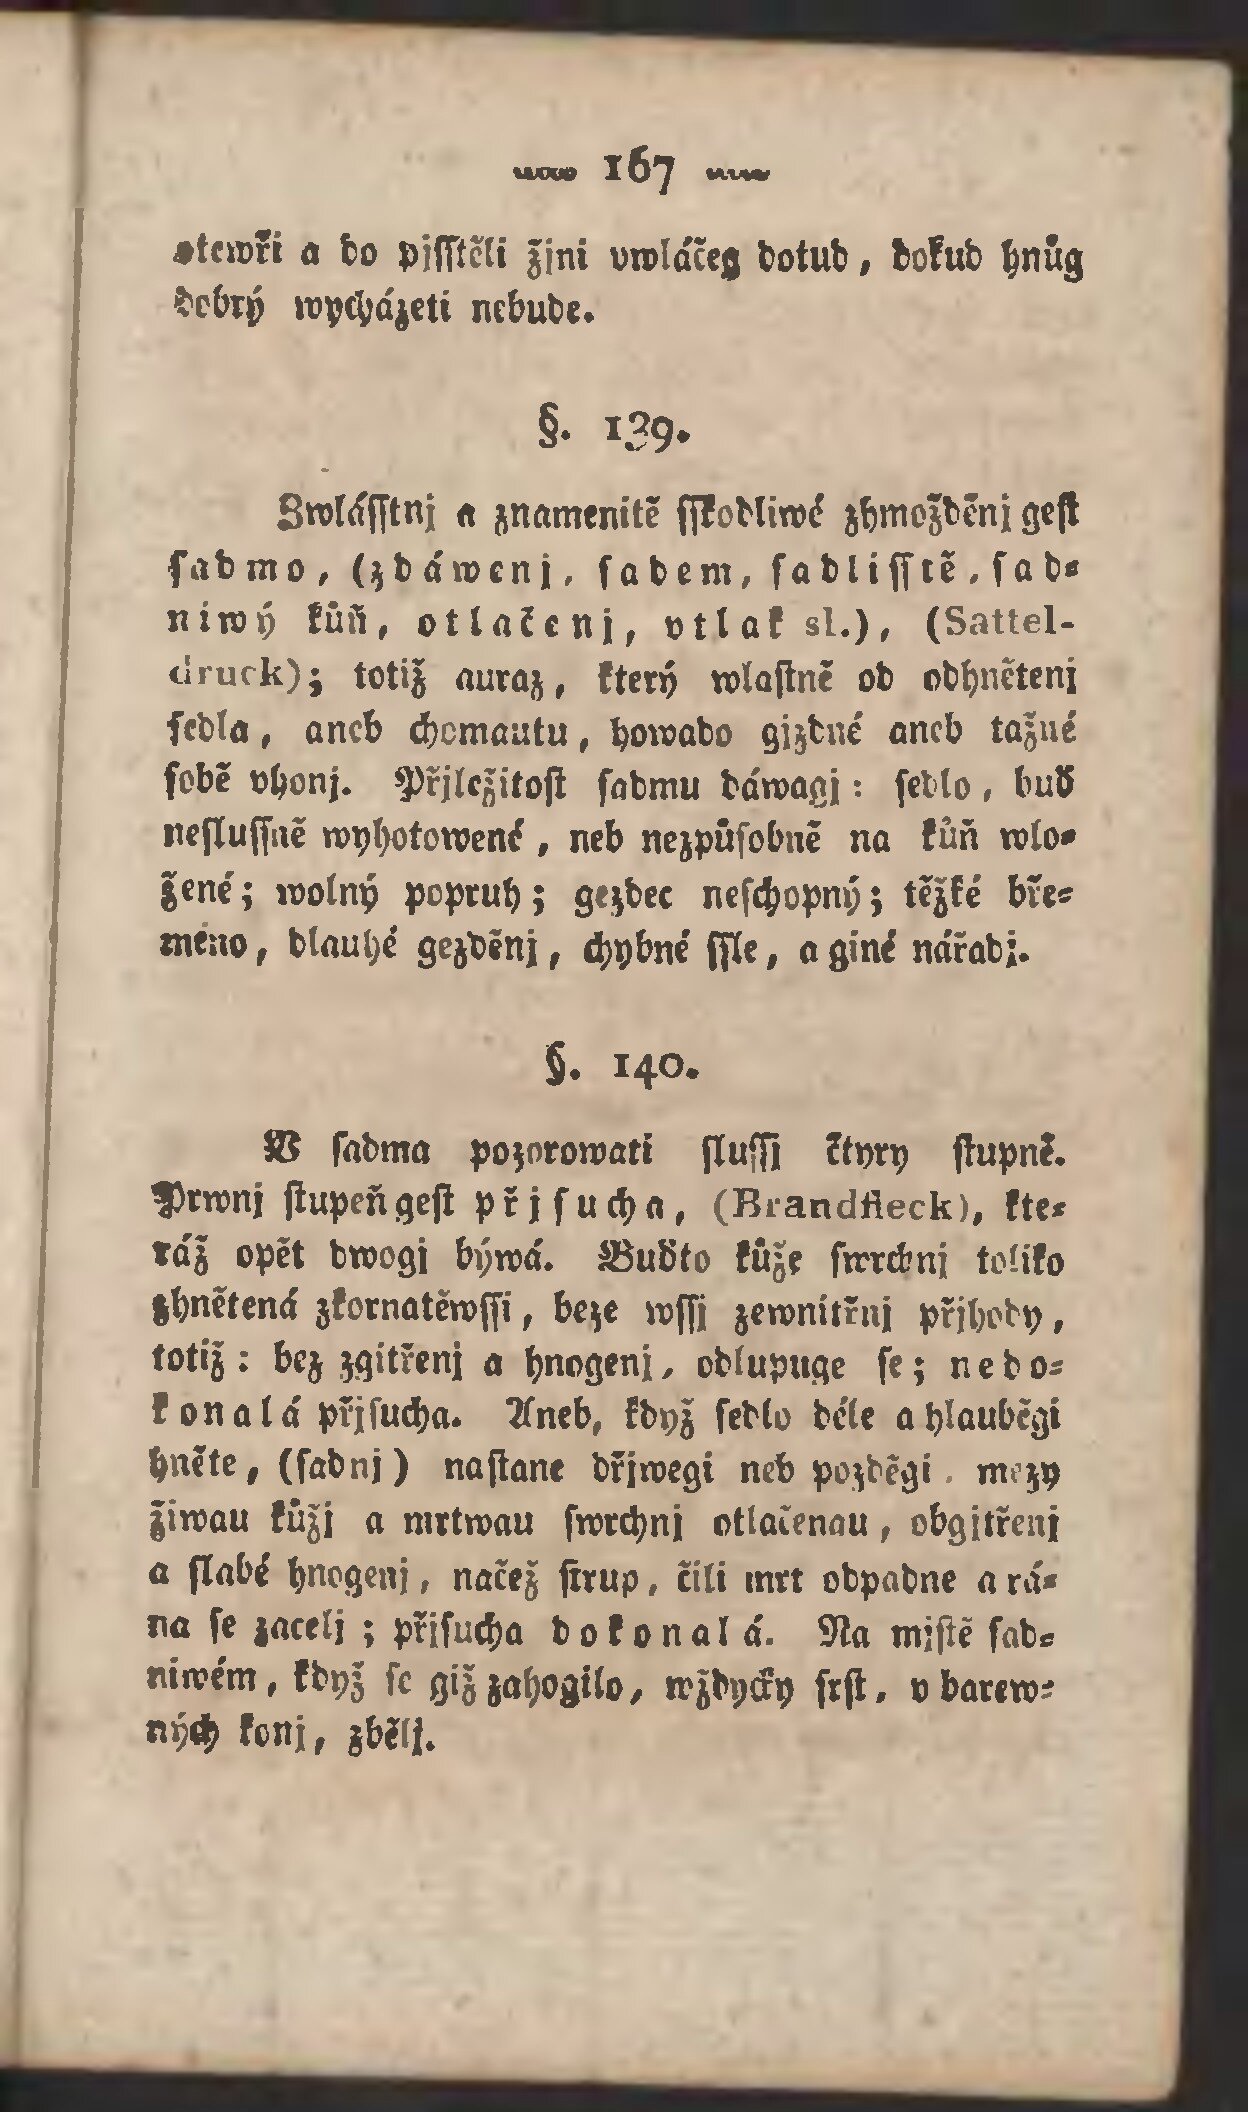 167
otewři a do pjſſtěli žjni vwláčeg dotud, dokud hnůg
dobrý wycházeti nebude.
§. 139.
Zwláſſtnj a znamenitě ſſkodliwé zhmožděnj geſt
ſadmo, (zdáwenj, ſadem, ſadliſſtě, ſad⸗
niwý kůň, otlačenj, vtlak sl.), (Sattel-
druck); totiž auraz, který wlaſtně od odhnětenj
ſedla, aneb chomautu, howado gizdné aneb tažné
ſobě vhonj. Přjležitoſt ſadmu dáwagj: ſedlo, buď
neſluſſně wyhotowené, neb nezpůſobně na kůň wlo⸗
žené; wolný popruh; gezdec neſchopný; těžké bře⸗
méno, dlauhé gezděnj, chybné ſſle, a giné nářadj.
§. 140.
W ſadma pozorowati ſluſſj čtyry ſtupně.
Prwnj ſtupeň geſt přjſucha, (Brandfleck), kte⸗
ráž opět dwogj býwá. Buďto kůže ſwrchnj toliko
zhnětená zkornatěwſſi, beze wſſj zewnitřnj přjhody,
totiž: bez zgitřenj a hnogenj, odlupuge ſe; nedo⸗
konalá přjſucha. Aneb, když ſedlo déle a hlauběgi
hněte, (ſadnj) naſtane dřjwegi neb pozděgi, mezy
žiwau kůžj a mrtwau ſwrchnj otlačenau, obgitřenj
a ſlabé hnogenj, načež ſtrup, čili mrt odpadne a rá⸗
na ſe zacelj; přjſucha dokonalá. Na mjſtě ſad⸗
niwém, když ſe giž zahogilo, wždycky ſrſt, v barew⸗
ných konj, zbělj.